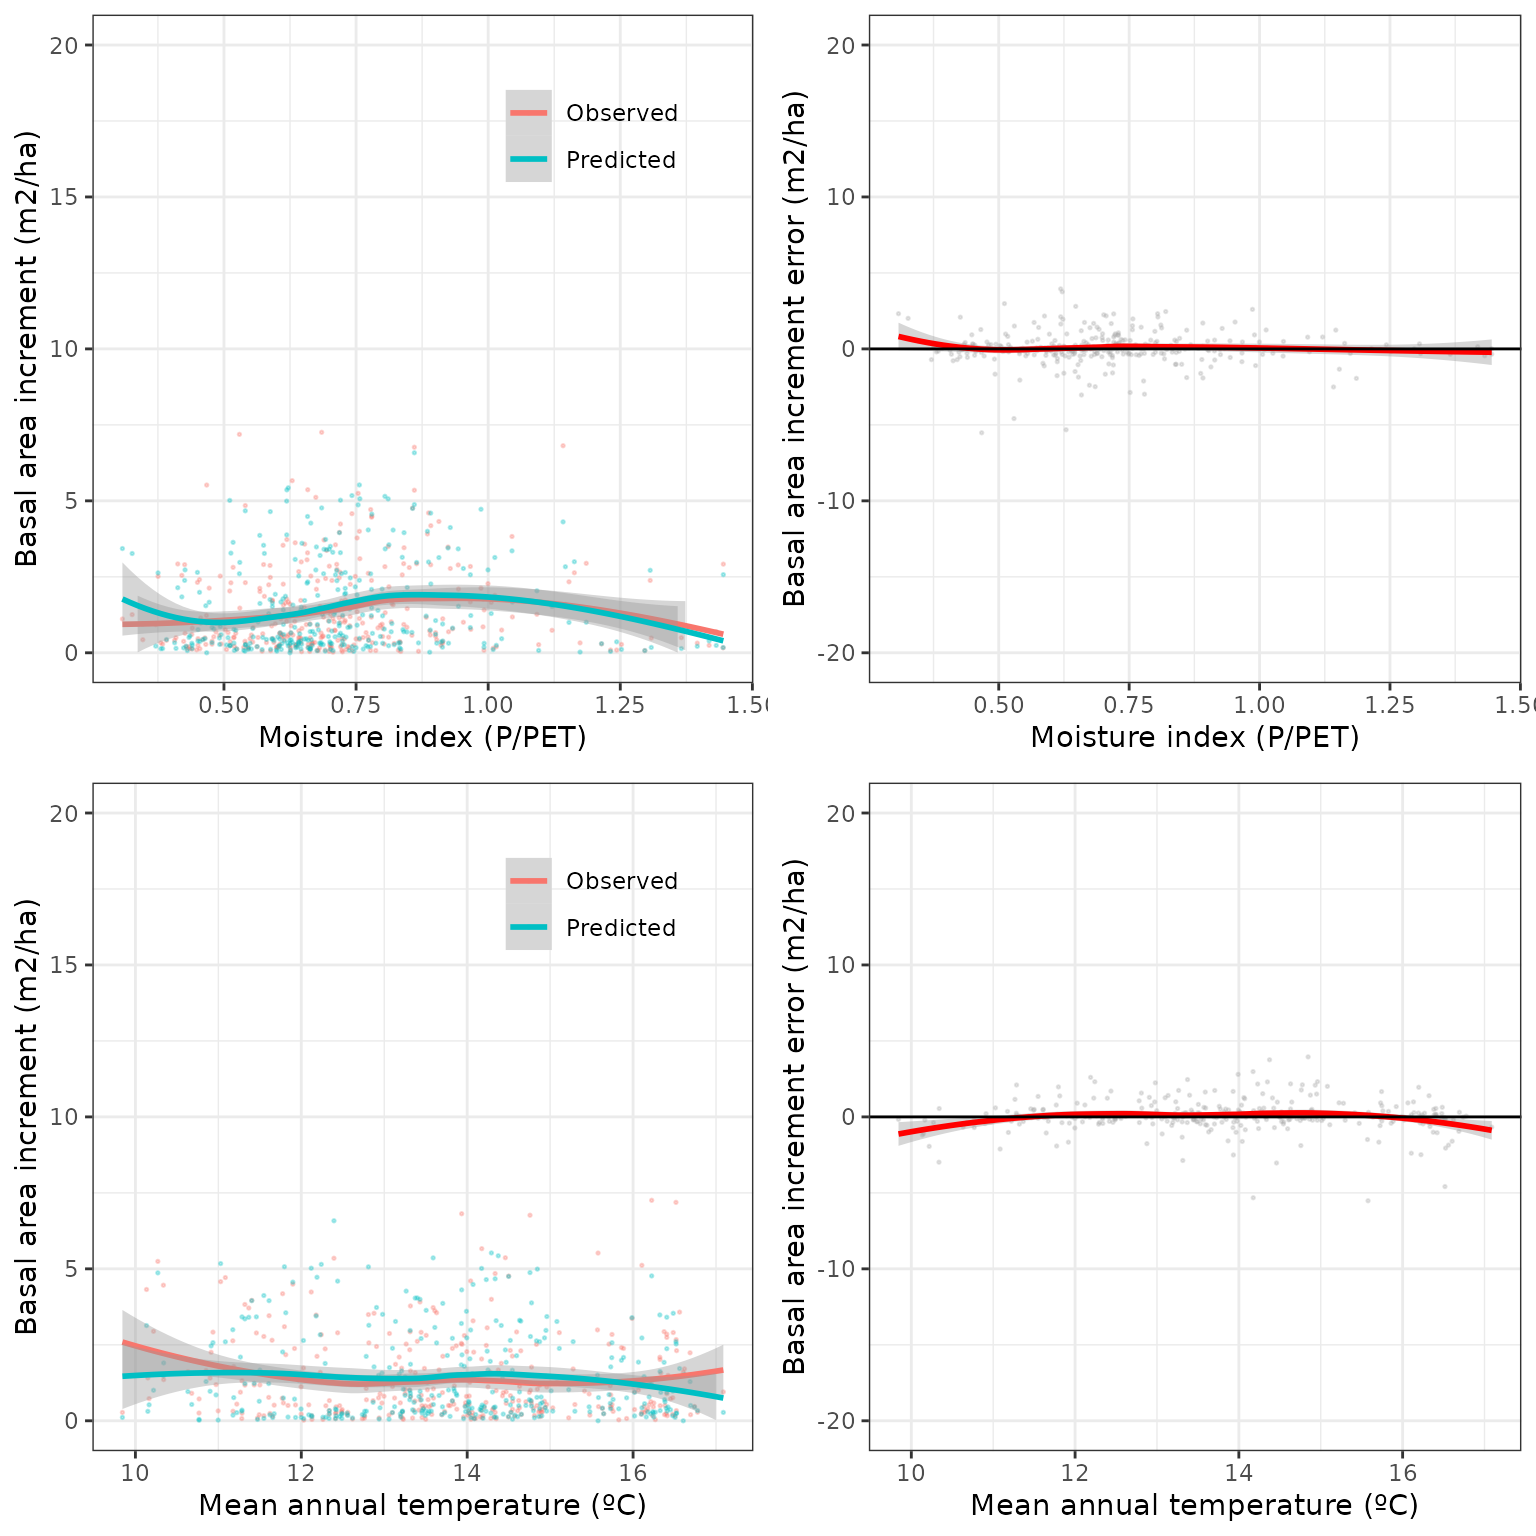 Basal area increment (m2/ha)
20
15
10
5
0
Observed
Predicted
0.50 0.75 1.00 1.25 1.50
Moisture index (P/PET)
Basal area increment error (m2/ha)
20
10
0
-10
-20
0.50 0.75 1.00 1.25 1.50
Moisture index (P/PET)
Basal area increment (m2/ha)
20
15
10
5
0
Observed
Predicted
10 12 14 16
Mean annual temperature (ºC)
Basal area increment error (m2/ha)
20
10
0
-10
-20
10 12 14 16
Mean annual temperature (ºC)